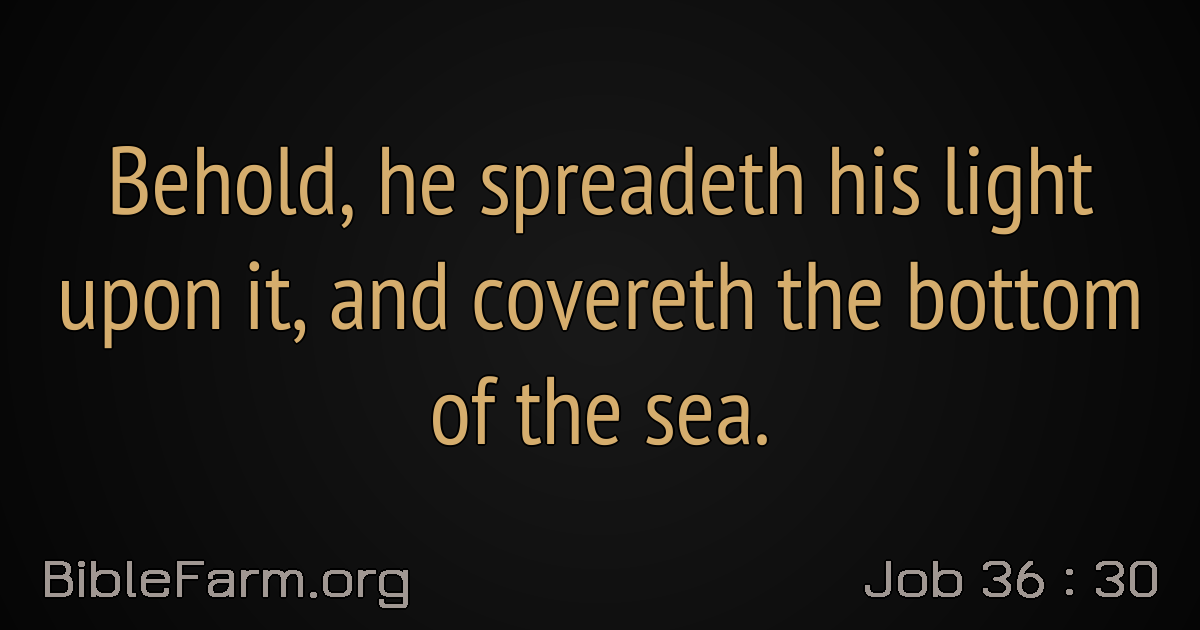 Behold, he spreadeth his light
upon it, and covereth the bottom
of the sea.
BibleFarm.org
Job 36 : 30